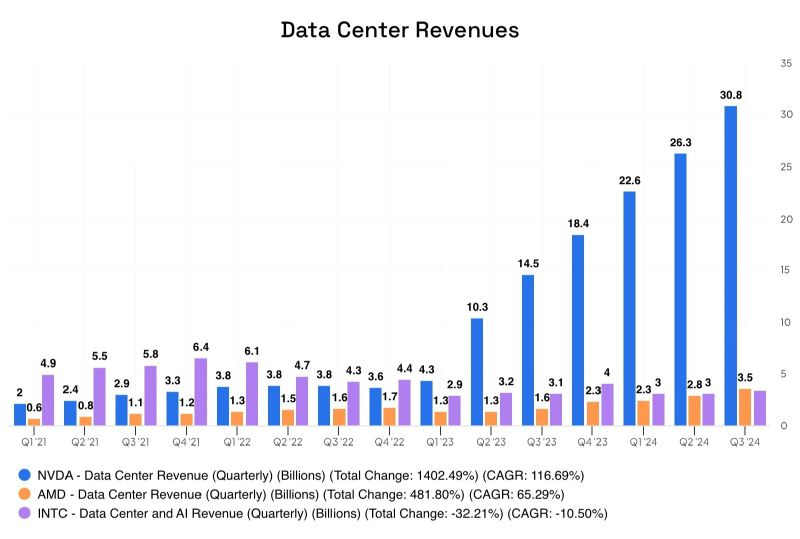 Data Center Revenues
35
30
25
20
15
10
5
0
2 0.6 4.9
2.4 0.8 5.5
2.9 1.1 5.8
3.3 1.2 6.4
3.8 1.3 6.1
3.8 1.5 4.7
3.8 1.6 4.3
3.6 1.7 4.4
4.3 1.3 2.9
10.3 1.3 3.2
14.5 1.6 3.1
18.4 2.3 4
22.6 2.3 3
26.3 2.8 3
30.8 3.5
Q1 '21 Q2 '21 Q3 '21 Q4 '21 Q1 '22 Q2 '22 Q3 '22 Q4 '22 Q1 '23 Q2 '23 Q3 '23 Q4 '23 Q1 '24 Q2 '24 Q3 '24
NVDA - Data Center Revenue (Quarterly) (Billions) (Total Change: 1402.49%) (CAGR: 116.69%)
AMD - Data Center Revenue (Quarterly) (Billions) (Total Change: 481.80%) (CAGR: 65.29%)
INTC - Data Center and AI Revenue (Quarterly) (Billions) (Total Change: -32.21%) (CAGR: -10.50%)